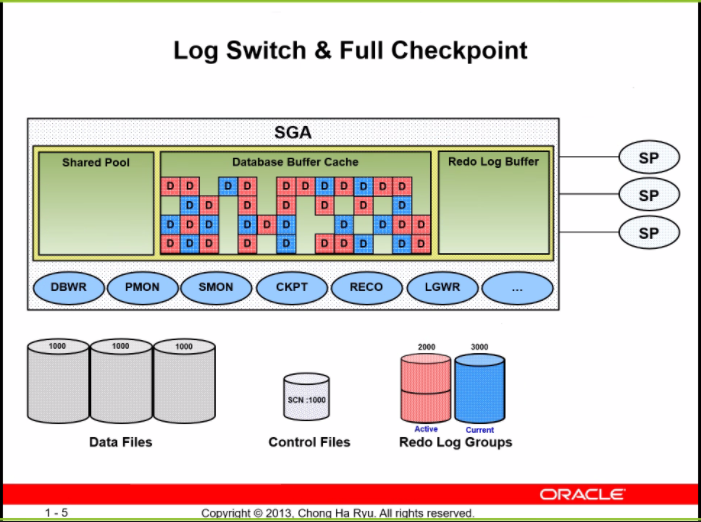 Log Switch & Full Checkpoint
SGA
Shared Pool
Database Buffer Cache
Redo Log Buffer
D D D D D D D D D D D
D D D D D D D
D D D D D D D D D D
D D D D D D D D D D
SP
SP
SP
DBWR PMON SMON CKPT RECO LGWR ...
1000 1000 1000
Data Files
SCN :1000
Control Files
2000 3000
Active Current
Redo Log Groups
ORACLE
1 - 5
Copyright © 2013, Chong Ha Ryu. All rights reserved.